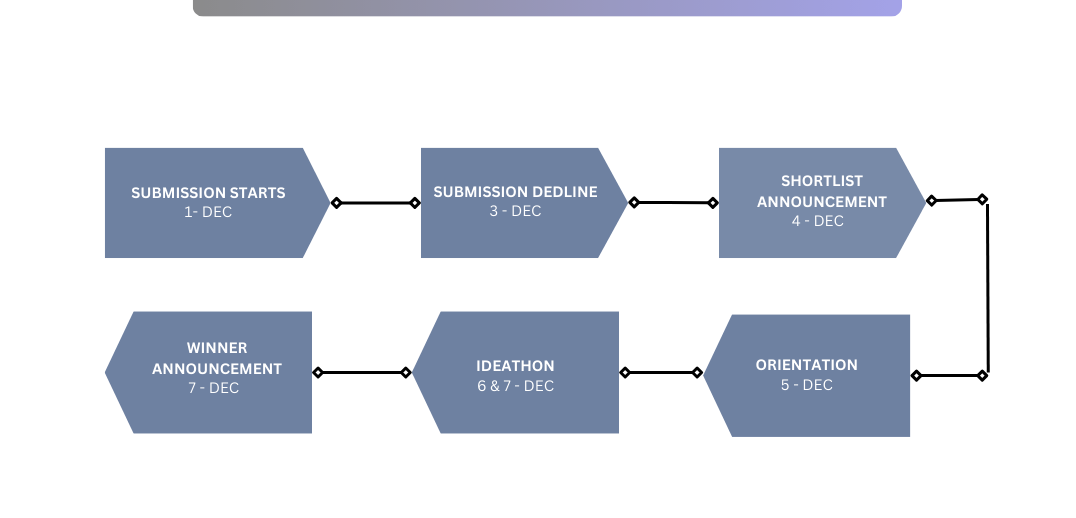 SUBMISSION STARTS
1- DEC
SUBMISSION DEDLINE
3 - DEC
SHORTLIST
ANNOUNCEMENT
4 - DEC
ORIENTATION
5 - DEC
IDEATHON
6 & 7 - DEC
WINNER
ANNOUNCEMENT
7 - DEC